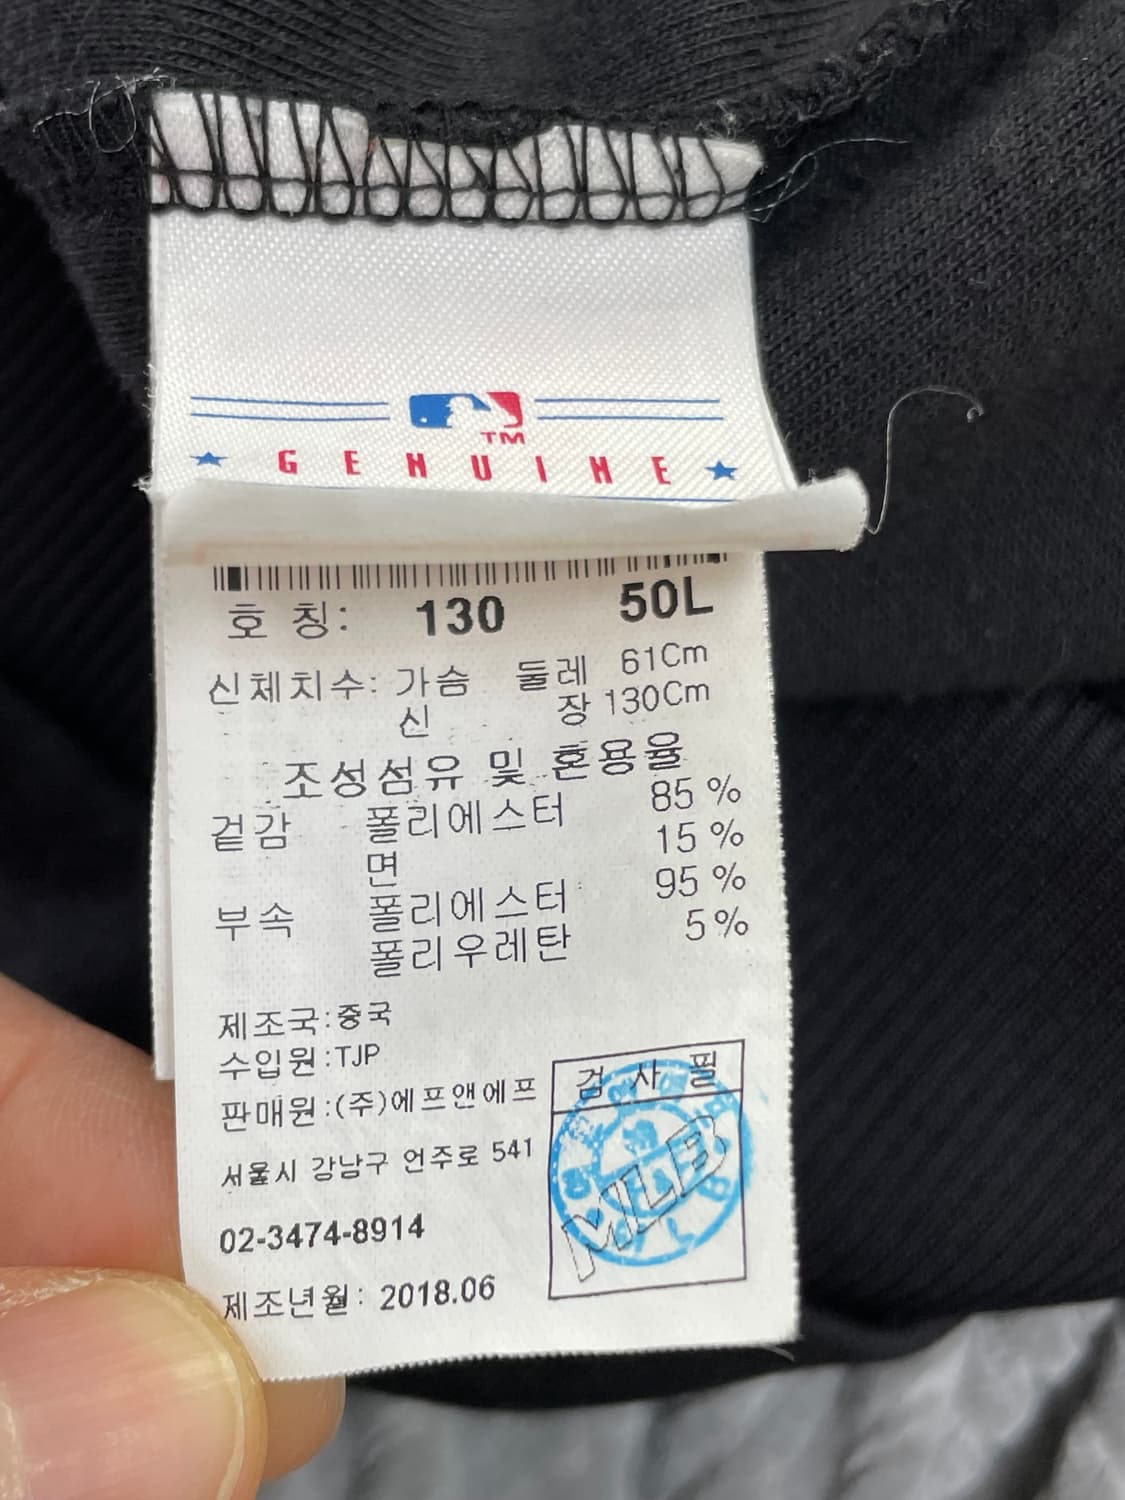 TM
GENUINE
호 칭: 130 50L
신체치수: 가슴 둘레 61Cm
신 장 130Cm
조성섬유 및 혼용율
겉감 폴리에스터 85 %
면 15 %
부속 폴리에스터 95 %
폴리우레탄 5%
제조국:중국
수입원:TJP
판매원:(주)에프앤에프
서울시 강남구 언주로 541
02-3474-8914
제조년월: 2018.06
검 사 필
MLB